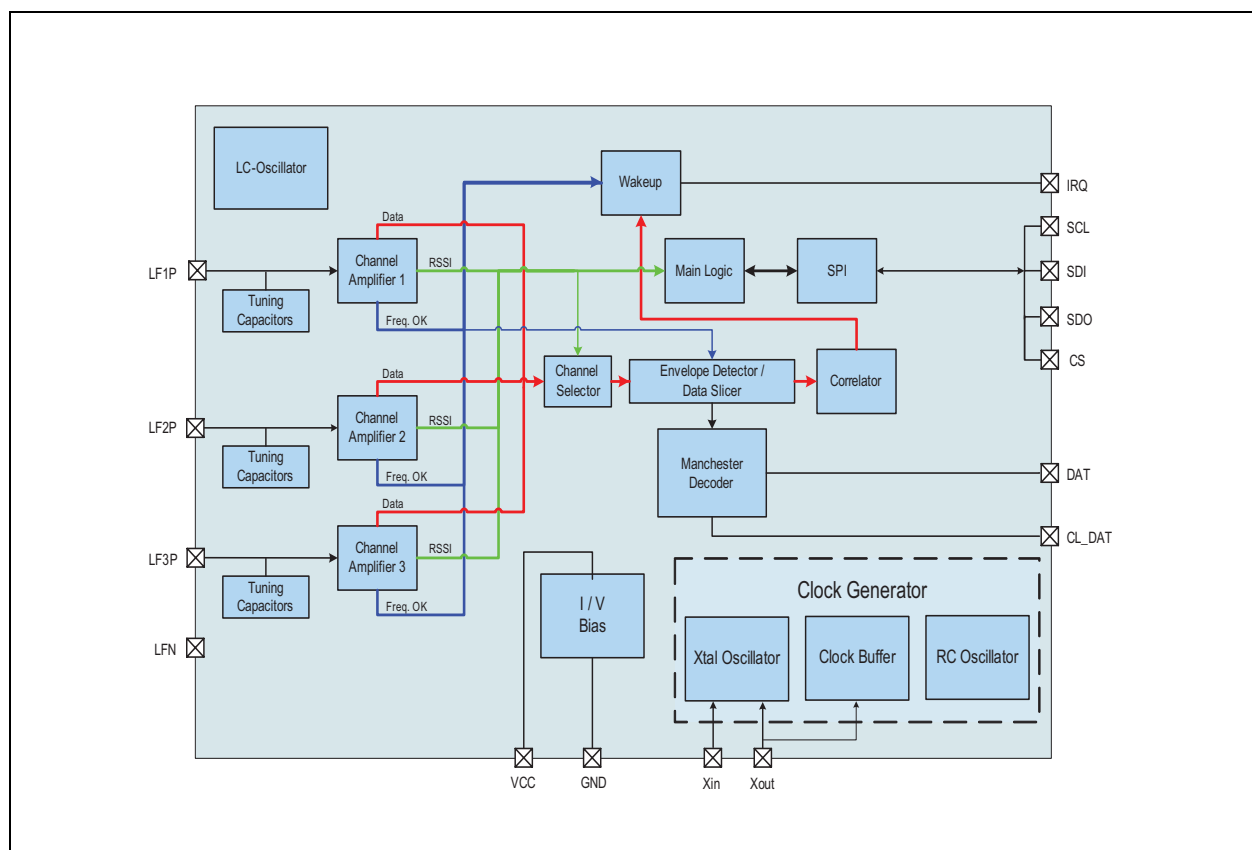 LC-Oscillator
Wakeup
IRQ
Data
SCL
Channel
Amplifier 1
RSSI
Main Logic
SPI
LF1P
SDI
Tuning
Capacitors
Freq. OK
SDO
Channel
Selector
Envelope Detector /
Data Slicer
Correlator
CS
Data
Channel
Amplifier 2
RSSI
LF2P
Tuning
Capacitors
Manchester
Decoder
DAT
Freq. OK
Data
Channel
Amplifier 3
RSSI
LF3P
CL_DAT
Tuning
Capacitors
Freq. OK
I / V
Bias
Clock Generator
LFN
Xtal Oscillator
Clock Buffer
RC Oscillator
VCC
GND
Xin
Xout